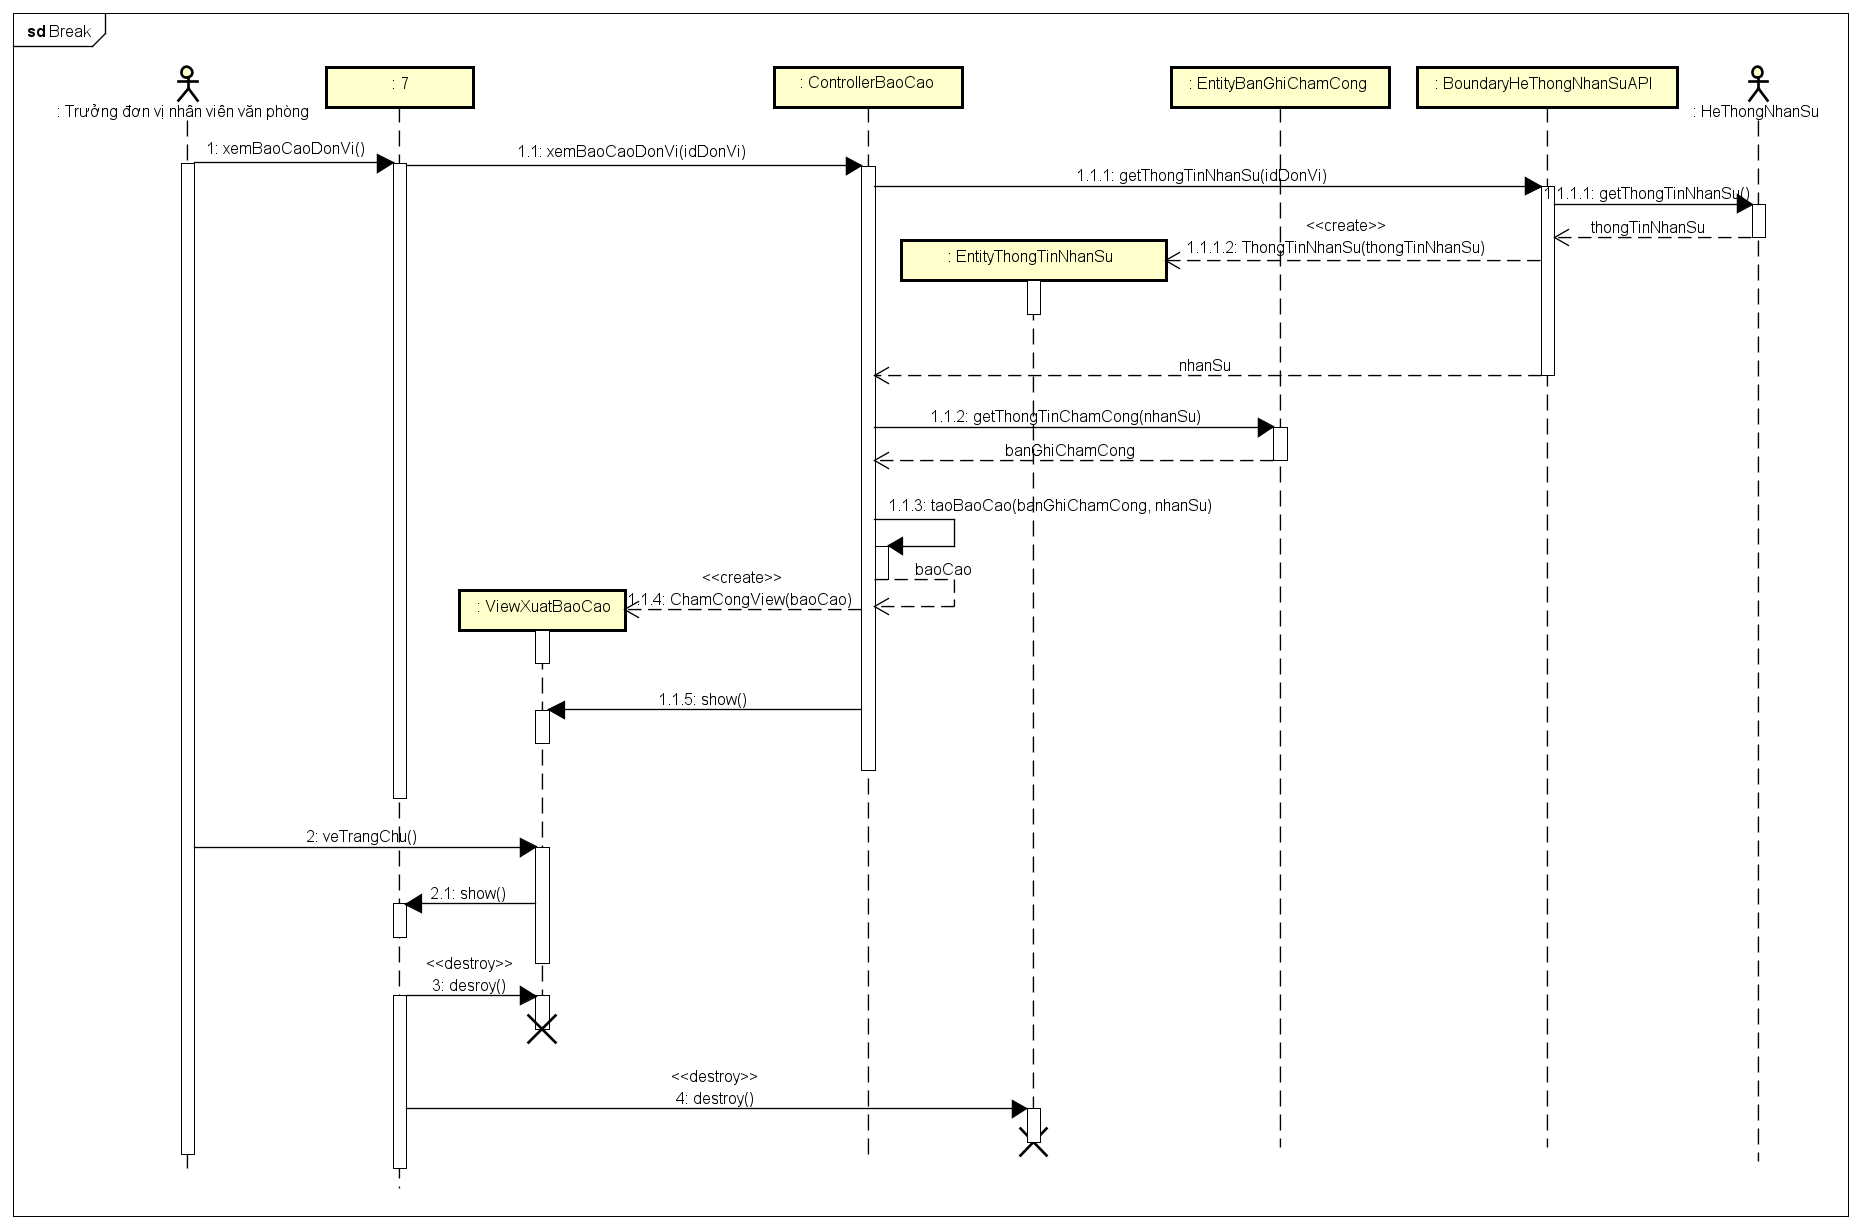 sd Break
: Trưởng đơn vị nhân viên văn phòng
: 7
: ControllerBaoCao
: EntityBanGhiChamCong
: BoundaryHeThongNhanSuAPI
: HeThongNhanSu
1: xemBaoCaoDonVi()
1.1: xemBaoCaoDonVi(idDonVi)
1.1.1: getThongTinNhanSu(idDonVi)
1.1.1.1: getThongTinNhanSu()
thongTinNhanSu
<<create>>
1.1.1.2: ThongTinNhanSu(thongTinNhanSu)
: EntityThongTinNhanSu
nhanSu
1.1.2: getThongTinChamCong(nhanSu)
banGhiChamCong
1.1.3: taoBaoCao(banGhiChamCong, nhanSu)
baoCao
<<create>>
1.1.4: ChamCongView(baoCao)
: ViewXuatBaoCao
1.1.5: show()
2: veTrangChu()
2.1: show()
<<destroy>>
3: desroy()
<<destroy>>
4: destroy()